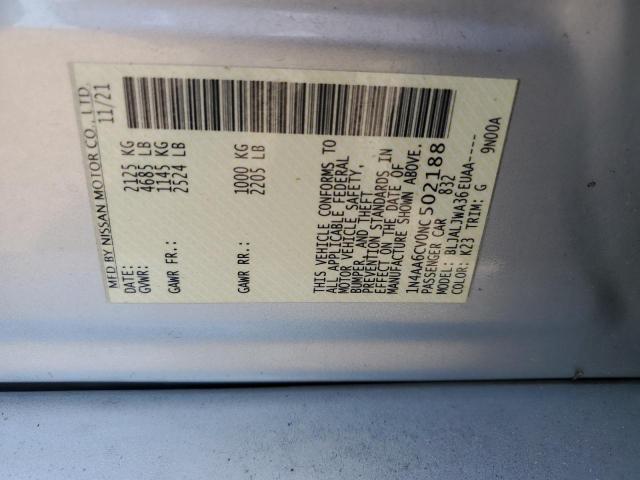 MFD BY NISSAN MOTOR CO., LTD.
DATE: 11/21
GVWR: 2125 KG
4685 LB
GAWR FR.: 1145 KG
2524 LB
GAWR RR: 1000 KG
2205 LB
THIS VEHICLE CONFORMS TO
ALL APPLICABLE FEDERAL
MOTOR VEHICLE SAFETY,
BUMPER, AND THEFT
PREVENTION STANDARDS IN
EFFECT ON THE DATE OF
MANUFACTURE SHOWN ABOVE.
1N4AA6CV0NC502188
PASSENGER CAR 832
MODEL: BLJALJWA36EUAA----
COLOR: K23 TRIM: G 9N00A